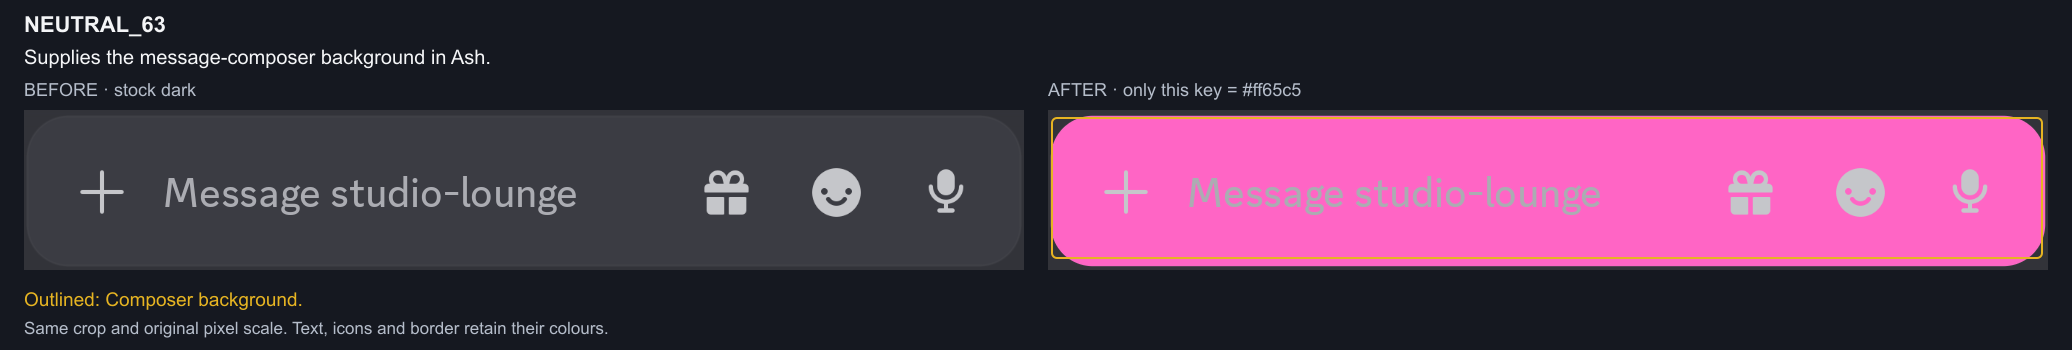 NEUTRAL_63
Supplies the message-composer background in Ash.
BEFORE · stock dark
AFTER · only this key = #ff65c5
Message studio-lounge
Message studio-lounge
Outlined: Composer background.
Same crop and original pixel scale. Text, icons and border retain their colours.